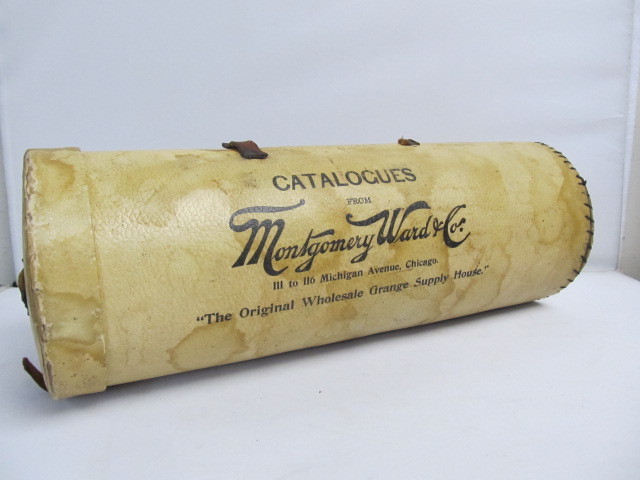 CATALOGUES
FROM
Montgomery Ward & Co.
111 to 116 Michigan Avenue, Chicago.
"The Original Wholesale Grange Supply House."